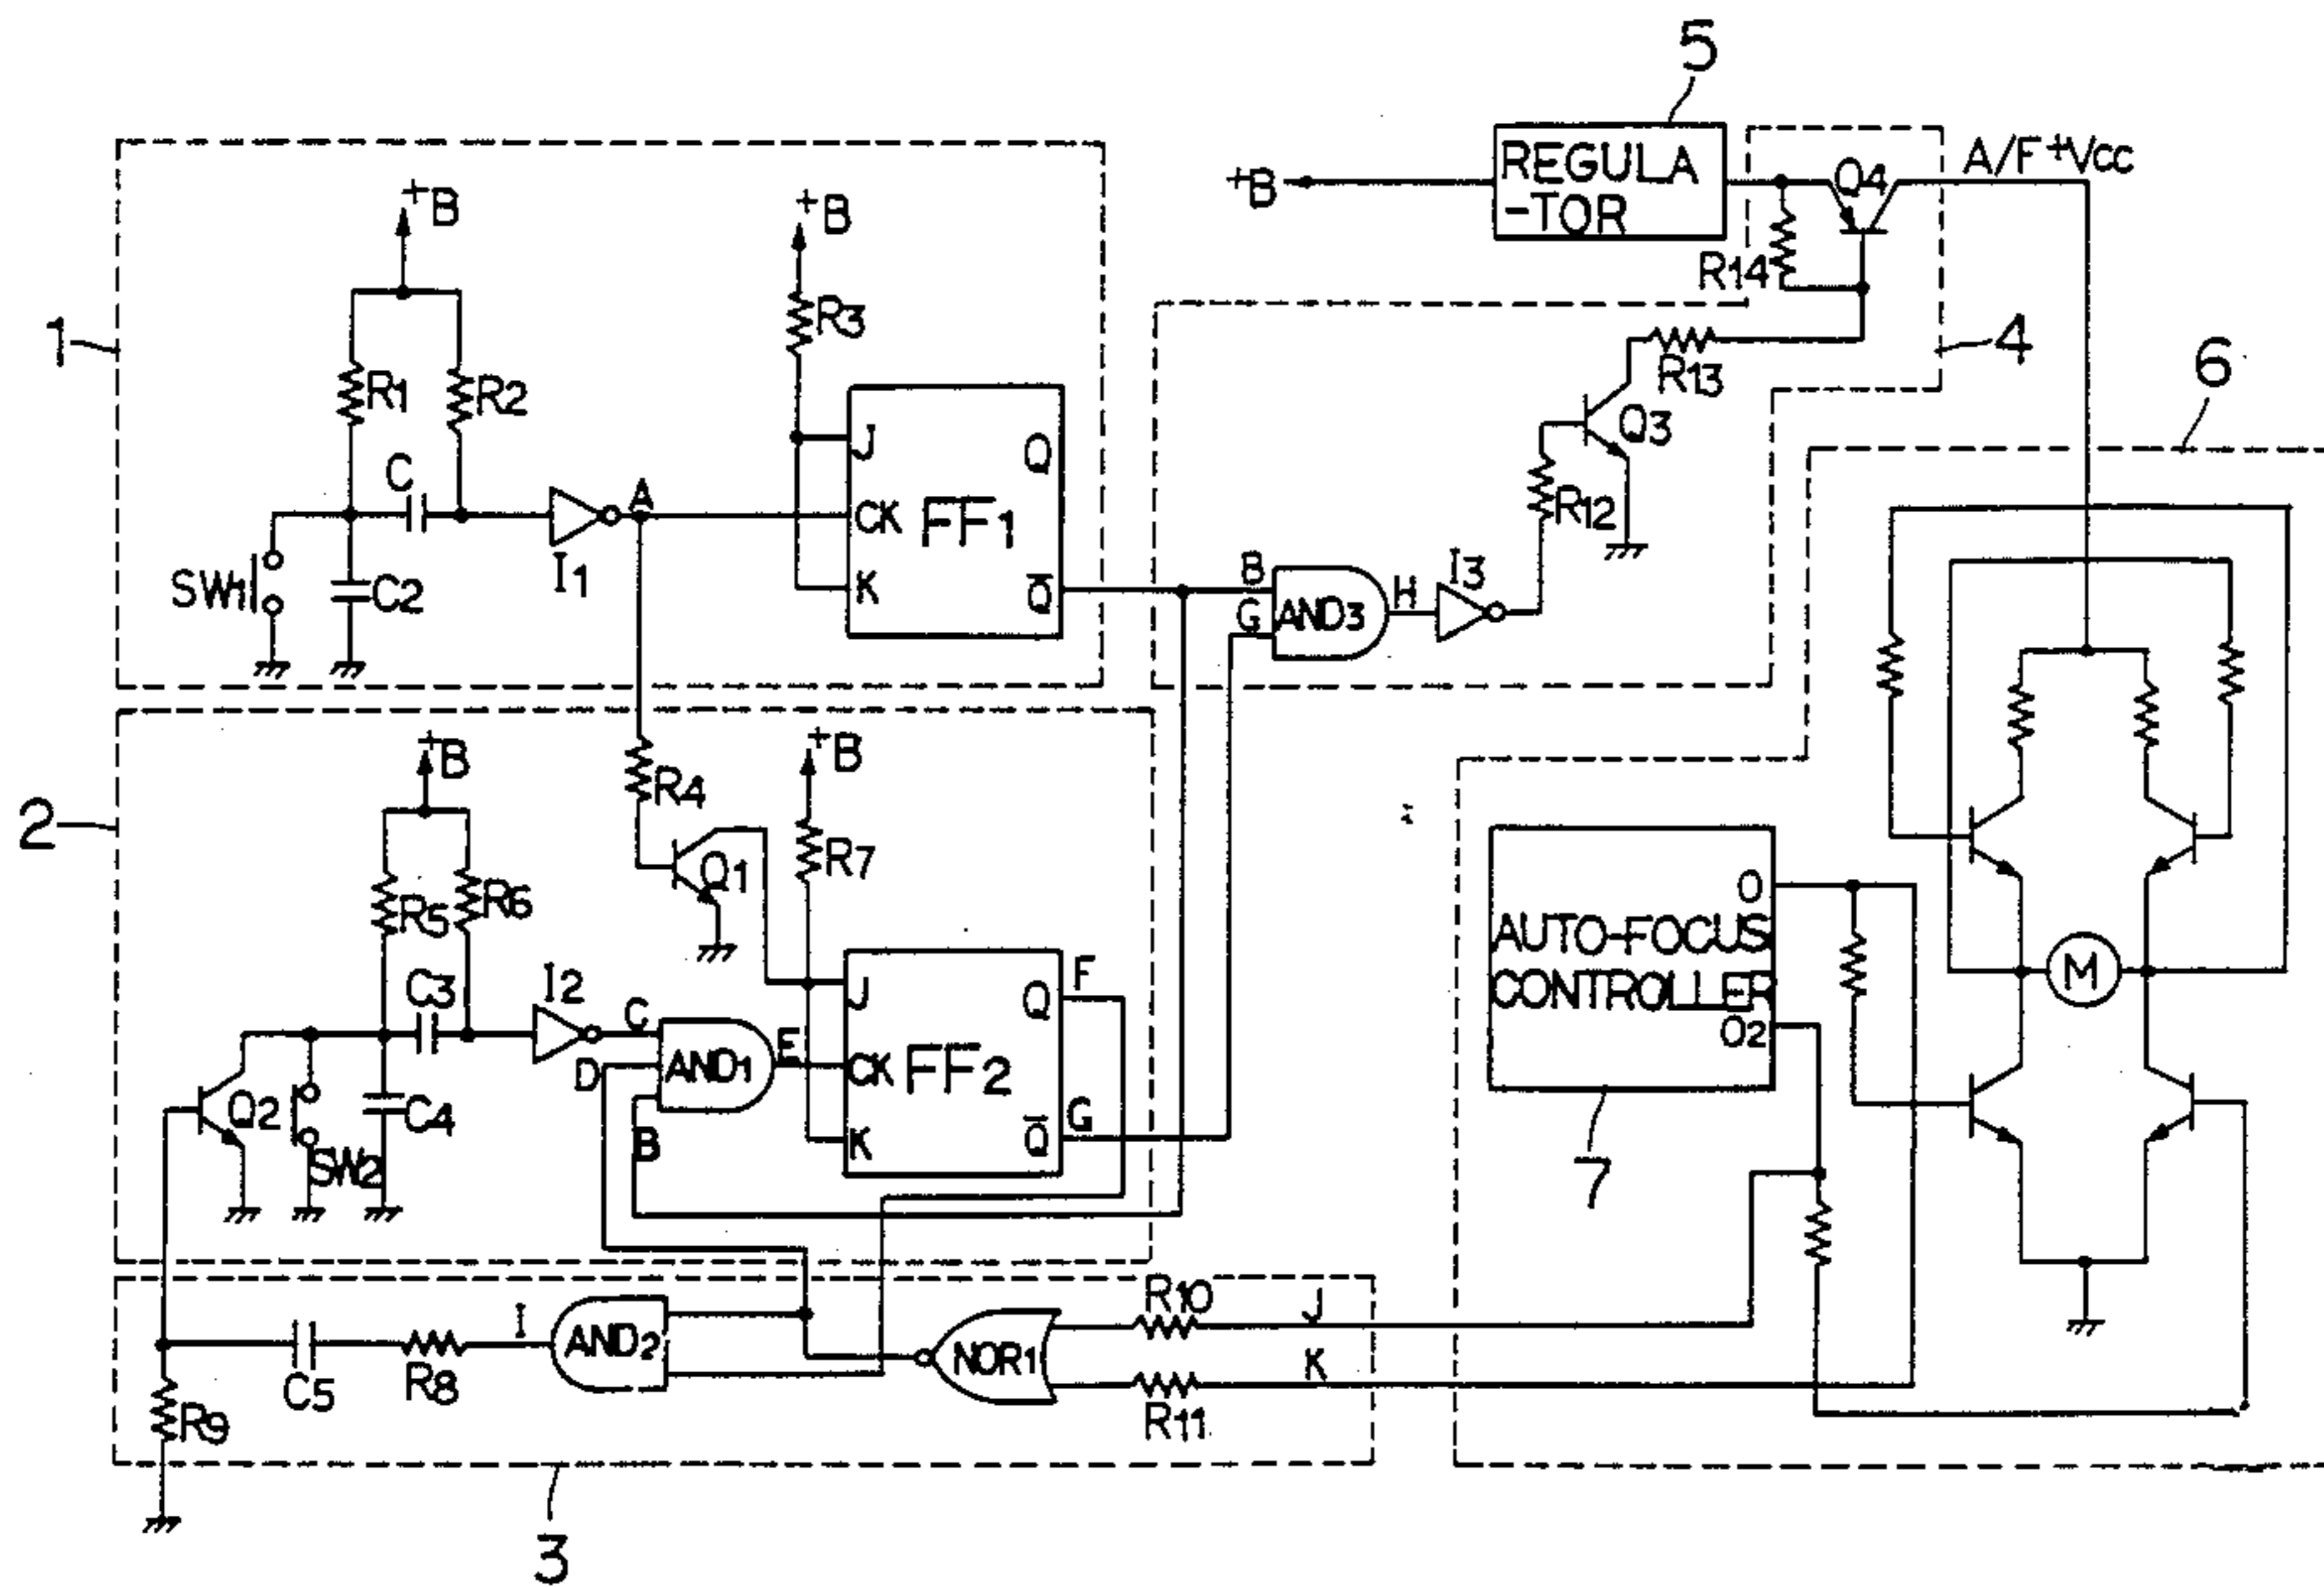 5
REGULA
-TOR
+B
Q4
A/F +Vcc
R14
R13
4
Q3
R12
6
1
+B
R1
R2
C
SW1
C2
I1
A
+B
R3
J
CK
K
FF1
Q
Q̅
B
G
AND3
H
I3
2
+B
R5
R6
C3
I2
C
D
B
AND1
E
Q2
SW2
C4
R4
Q1
+B
R7
J
CK
K
FF2
Q
F
Q̅
G
AUTO-FOCUS
CONTROLLER
O
O2
7
M
R9
C5
R8
I
AND2
NOR1
R10
J
R11
K
3